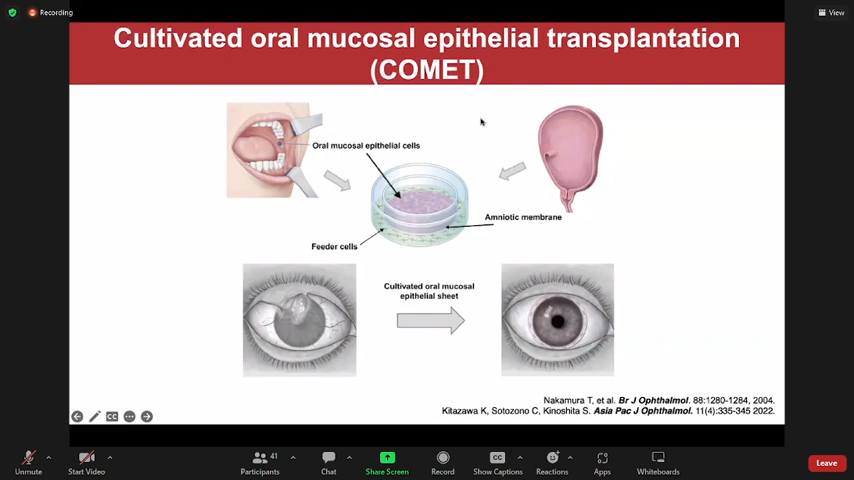 Recording
View
Cultivated oral mucosal epithelial transplantation
(COMET)
Oral mucosal epithelial cells
Amniotic membrane
Feeder cells
Cultivated oral mucosal
epithelial sheet
Nakamura T, et al. Br J Ophthalmol. 88:1280-1284, 2004.
Kitazawa K, Sotozono C, Kinoshita S. Asia Pac J Ophthalmol. 11(4):335-345 2022.
CC
Unmute
Start Video
Participants
41
Chat
Share Screen
Record
CC
Show Captions
Reactions
Apps
Whiteboards
Leave